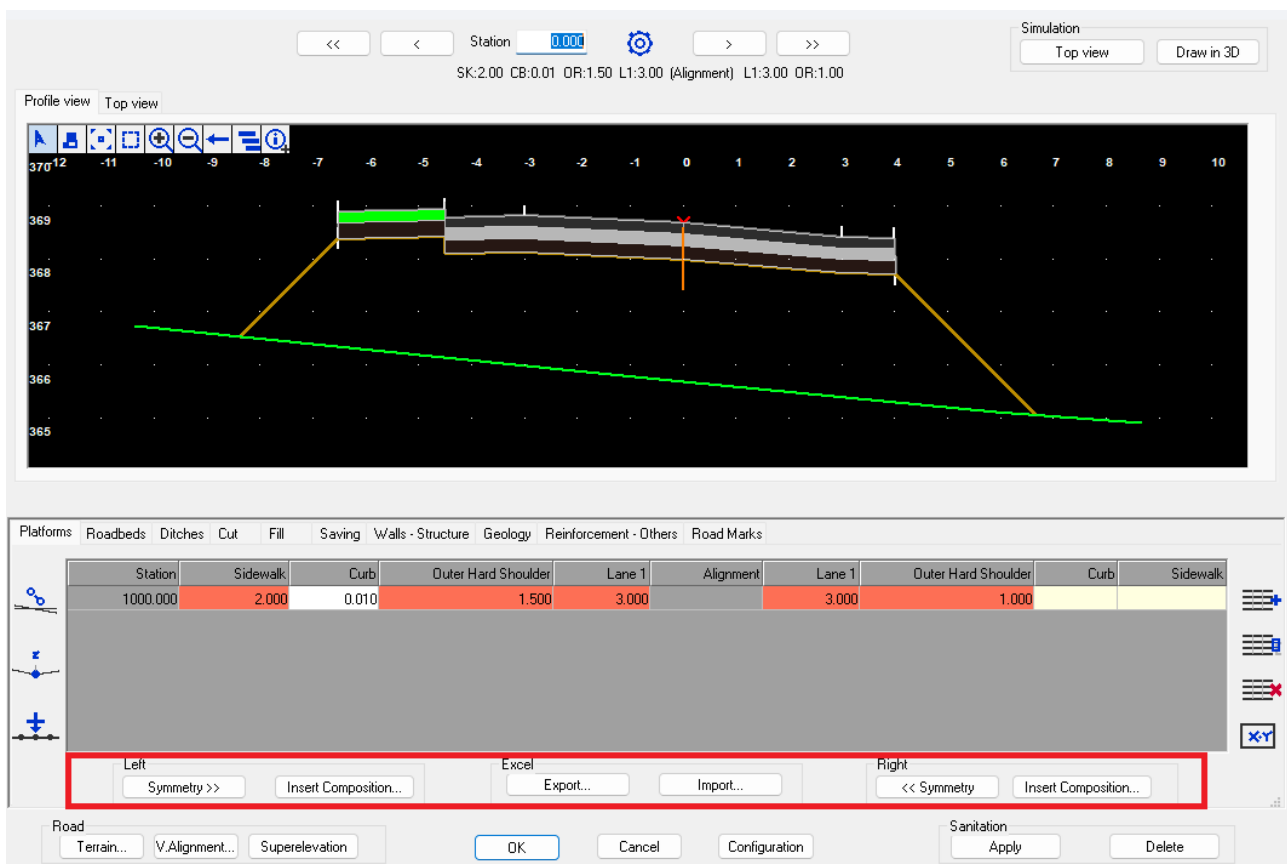 Simulation
<< < Station 0.000 > >> Top view Draw in 3D
SK:2.00 CB:0.01 OR:1.50 L1:3.00 (Alignment) L1:3.00 OR:1.00
Profile view Top view
370 -12 -11 -10 -9 -8 -7 -6 -5 -4 -3 -2 -1 0 1 2 3 4 5 6 7 8 9 10
369
368
367
366
365
Platforms Roadbeds Ditches Cut Fill Saving Walls - Structure Geology Reinforcement - Others Road Marks
Station Sidewalk Curb Outer Hard Shoulder Lane 1 Alignment Lane 1 Outer Hard Shoulder Curb Sidewalk
1000.000 2.000 0.010 1.500 3.000 3.000 1.000
z
X+Y
Left Excel Right
Symmetry >> Insert Composition... Export... Import... << Symmetry Insert Composition...
Road Sanitation
Terrain... V.Alignment... Superelevation OK Cancel Configuration Apply Delete